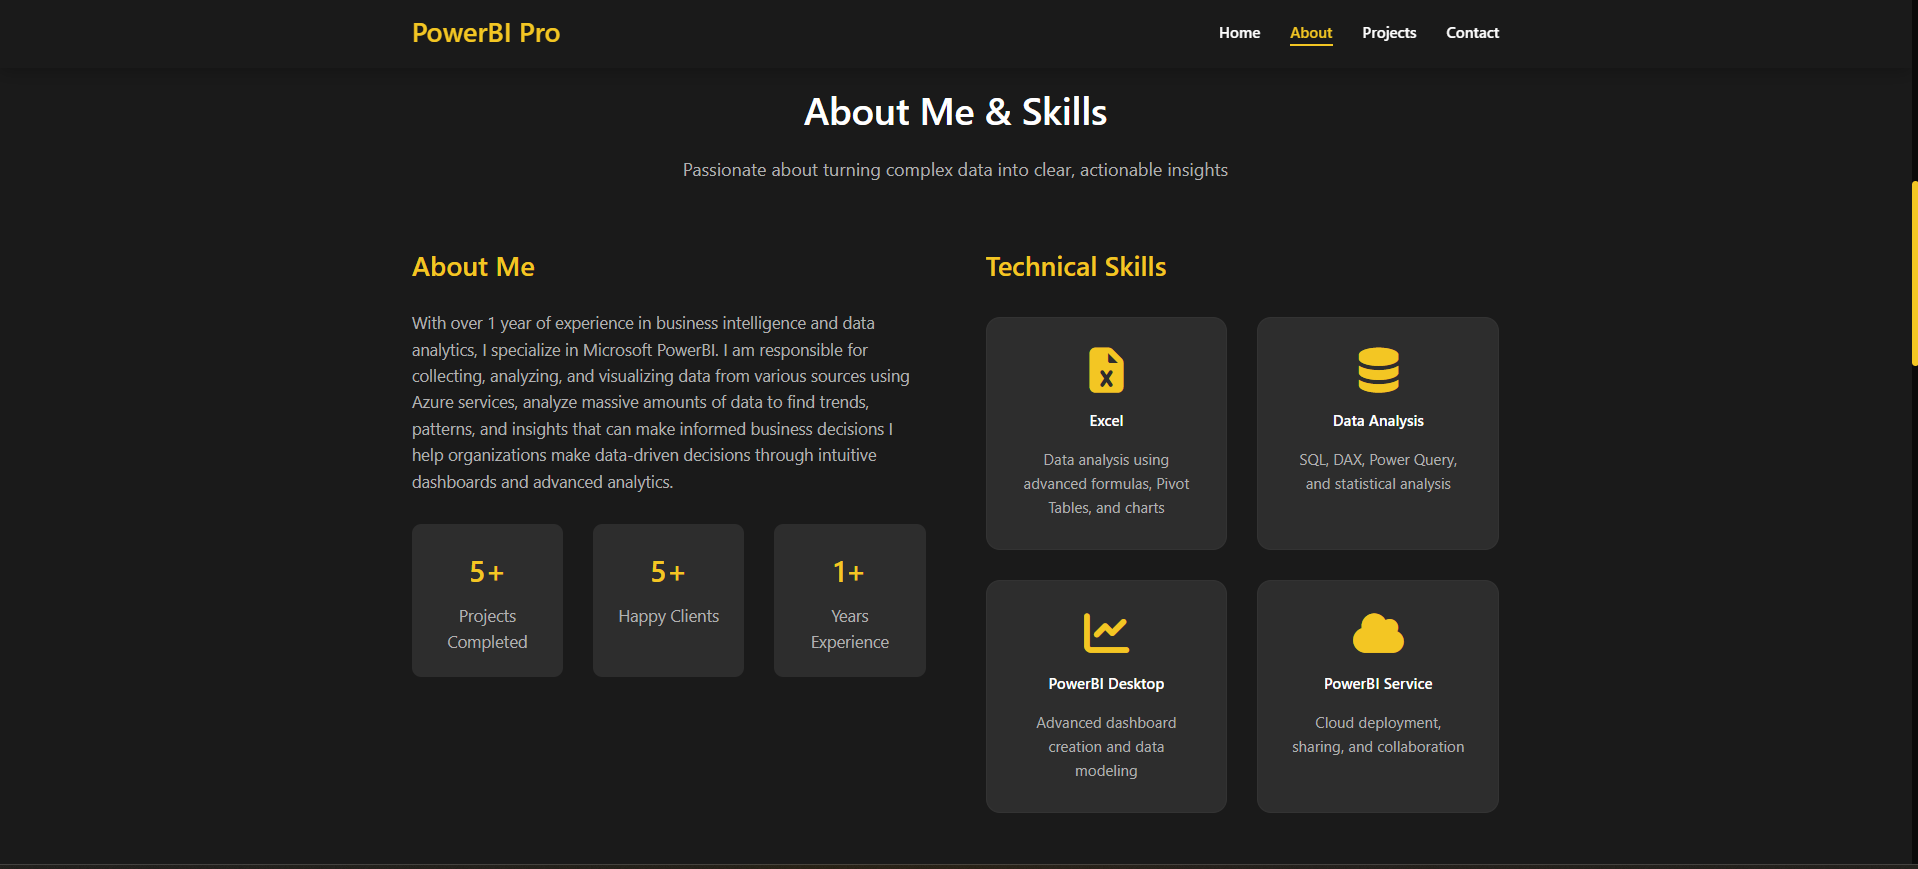 PowerBI Pro
Home
About
Projects
Contact
About Me & Skills
Passionate about turning complex data into clear, actionable insights
About Me
With over 1 year of experience in business intelligence and data
analytics, I specialize in Microsoft PowerBI. I am responsible for
collecting, analyzing, and visualizing data from various sources using
Azure services, analyze massive amounts of data to find trends,
patterns, and insights that can make informed business decisions I
help organizations make data-driven decisions through intuitive
dashboards and advanced analytics.
5+
Projects
Completed
5+
Happy Clients
1+
Years
Experience
Technical Skills
Excel
Data analysis using
advanced formulas, Pivot
Tables, and charts
Data Analysis
SQL, DAX, Power Query,
and statistical analysis
PowerBI Desktop
Advanced dashboard
creation and data
modeling
PowerBI Service
Cloud deployment,
sharing, and collaboration